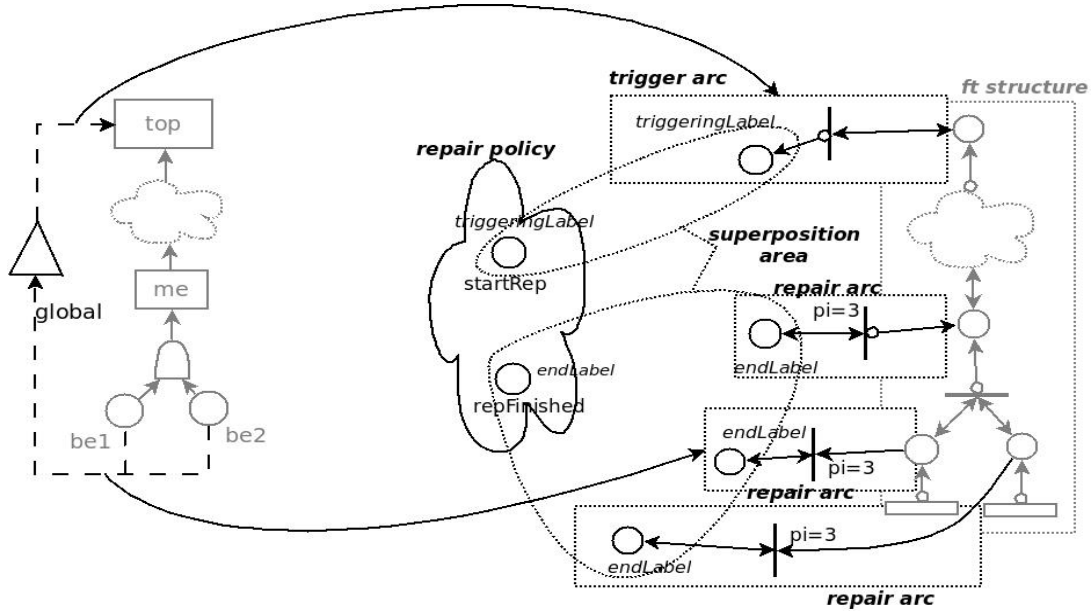 trigger arc
ft structure
top
triggeringLabel
repair policy
triggeringLabel
superposition
area
startRep
repair arc
me
global
pi=3
endLabel
endLabel
repFinished
be1
be2
endLabel
pi=3
repair arc
pi=3
endLabel
repair arc